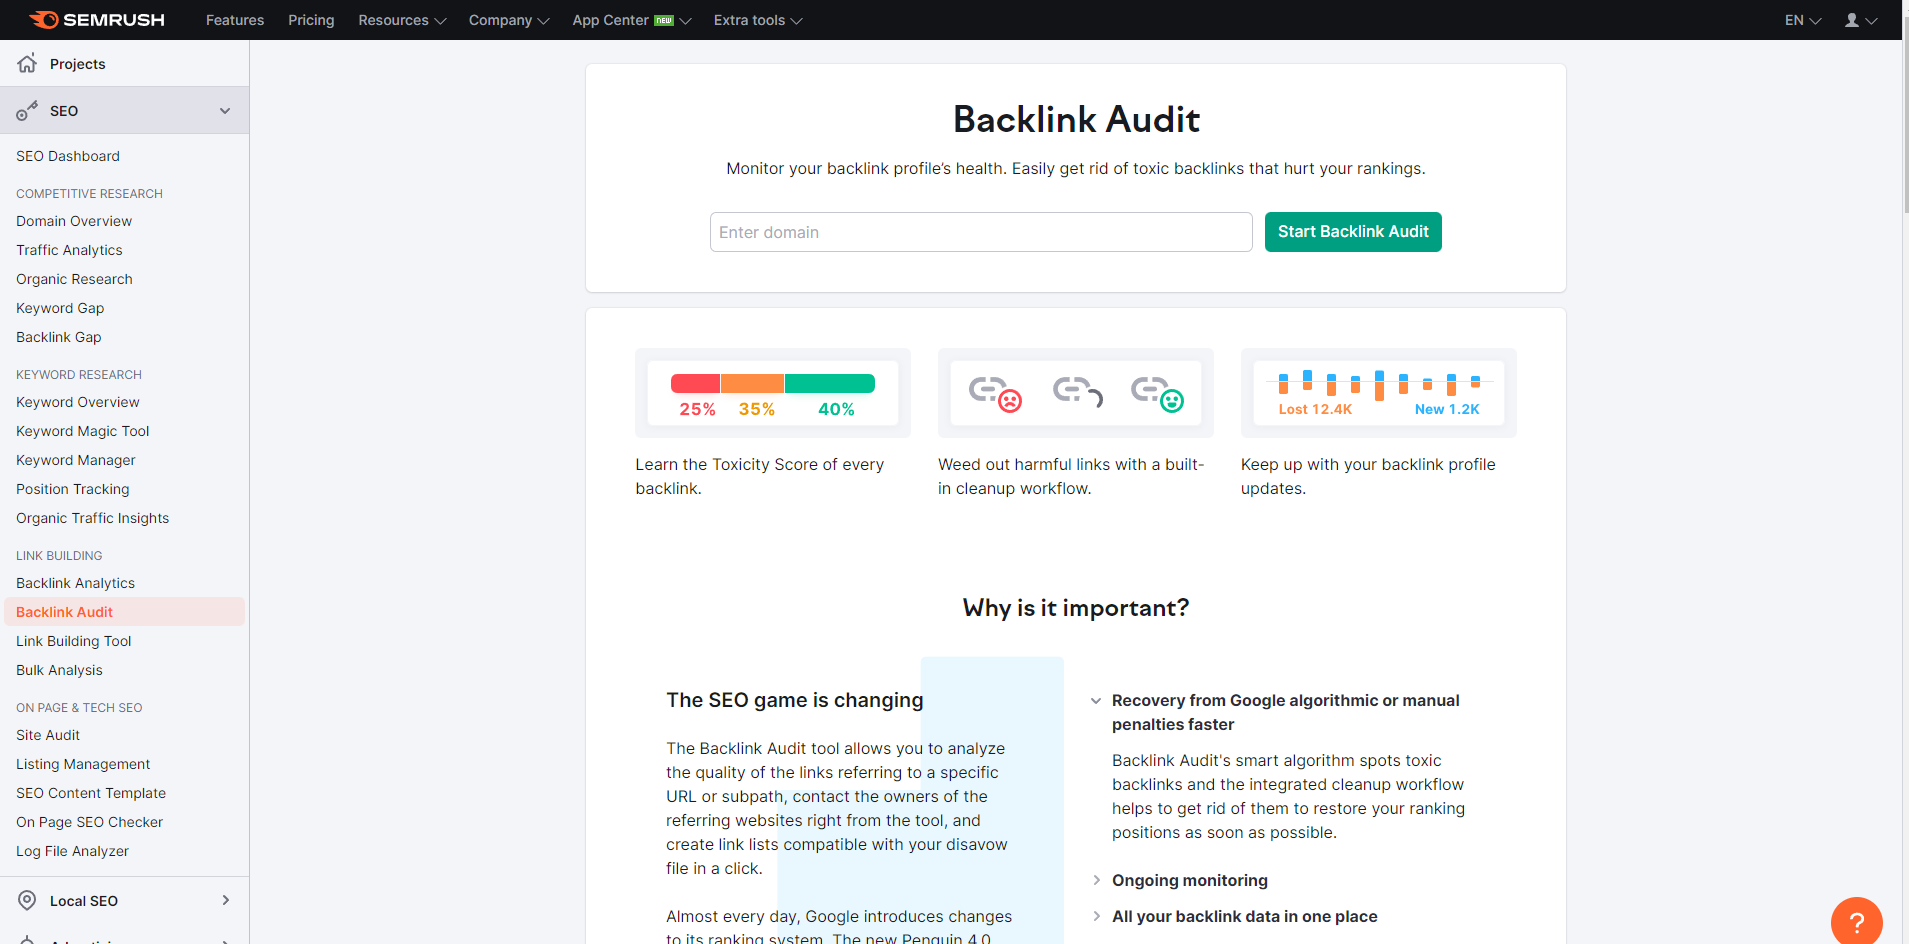 SEMRUSH
Features
Pricing
Resources
Company
App Center NEW
Extra tools
EN
Projects
SEO
SEO Dashboard
COMPETITIVE RESEARCH
Domain Overview
Traffic Analytics
Organic Research
Keyword Gap
Backlink Gap
KEYWORD RESEARCH
Keyword Overview
Keyword Magic Tool
Keyword Manager
Position Tracking
Organic Traffic Insights
LINK BUILDING
Backlink Analytics
Backlink Audit
Link Building Tool
Bulk Analysis
ON PAGE & TECH SEO
Site Audit
Listing Management
SEO Content Template
On Page SEO Checker
Log File Analyzer
Local SEO
Backlink Audit
Monitor your backlink profile’s health. Easily get rid of toxic backlinks that hurt your rankings.
Enter domain
Start Backlink Audit
25% 35% 40%
Learn the Toxicity Score of every
backlink.
Weed out harmful links with a built-
in cleanup workflow.
Lost 12.4K New 1.2K
Keep up with your backlink profile
updates.
Why is it important?
The SEO game is changing
The Backlink Audit tool allows you to analyze
the quality of the links referring to a specific
URL or subpath, contact the owners of the
referring websites right from the tool, and
create link lists compatible with your disavow
file in a click.
Almost every day, Google introduces changes
to its ranking system. The new Penguin 4.0
Recovery from Google algorithmic or manual
penalties faster
Backlink Audit's smart algorithm spots toxic
backlinks and the integrated cleanup workflow
helps to get rid of them to restore your ranking
positions as soon as possible.
Ongoing monitoring
All your backlink data in one place
?